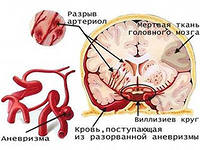 Разрыв
артериол
Мертвая ткань
головного мозга
Виллизиев круг
Аневризма
Кровь, поступающая
из разорванной аневризмы